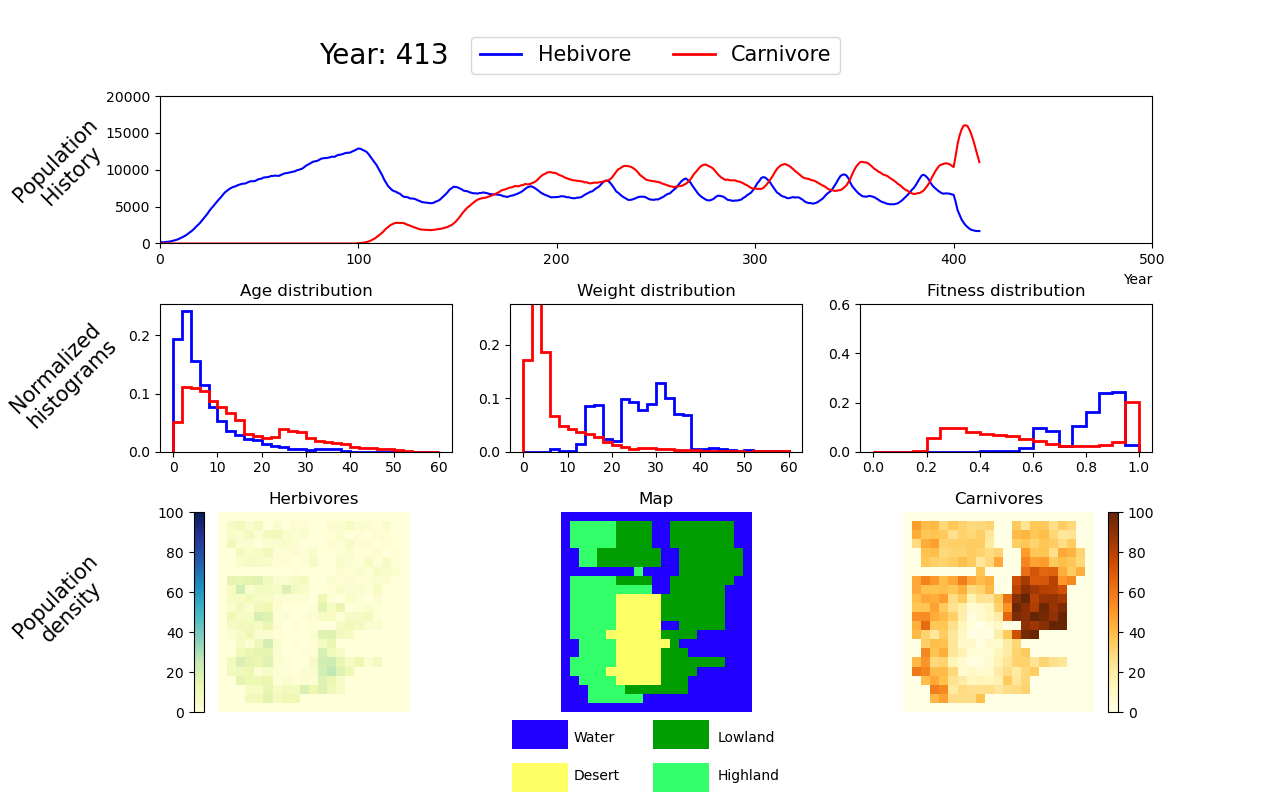 Year: 413
Hebivore
Carnivore
Population
History
20000
15000
10000
5000
0
0 100 200 300 400 500
Year
Normalized
histograms
Age distribution
0.2
0.1
0.0
0 10 20 30 40 50 60
Weight distribution
0.2
0.1
0.0
0 10 20 30 40 50 60
Fitness distribution
0.6
0.4
0.2
0.0
0.0 0.2 0.4 0.6 0.8 1.0
Population
density
Herbivores
100
80
60
40
20
0
Map
Carnivores
100
80
60
40
20
0
Water
Lowland
Desert
Highland